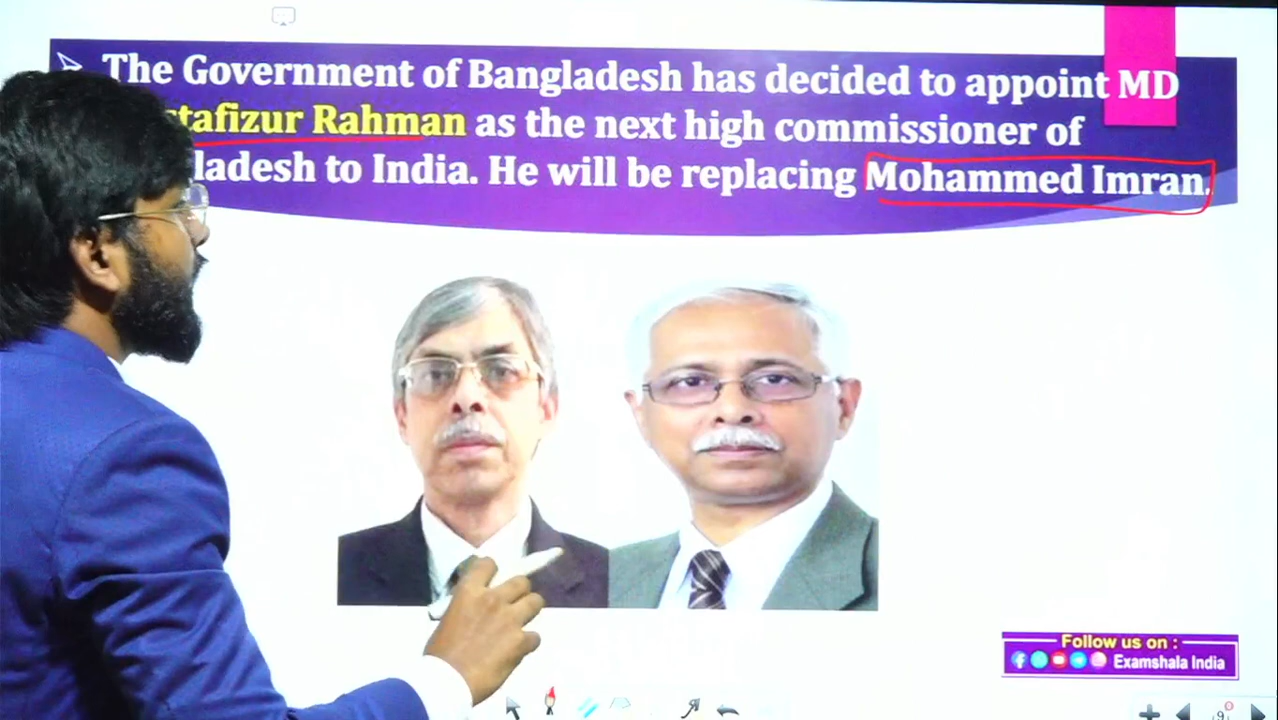 The Government of Bangladesh has decided to appoint MD
stafizur Rahman as the next high commissioner of
ladesh to India. He will be replacing Mohammed Imran.
Follow us on :
Examshala India
9